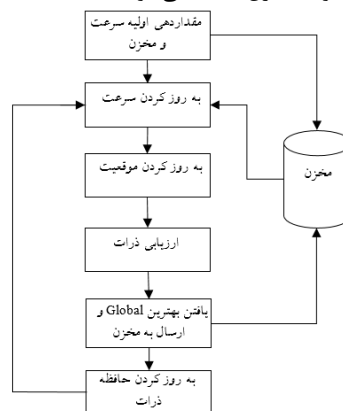 مقداردهی اولیه سرعت
و مخزن
به روز کردن سرعت
به روز کردن موقعیت
مخزن
ارزیابی ذرات
یافتن بهترین Global و
ارسال به مخزن
به روز کردن حافظه
ذرات